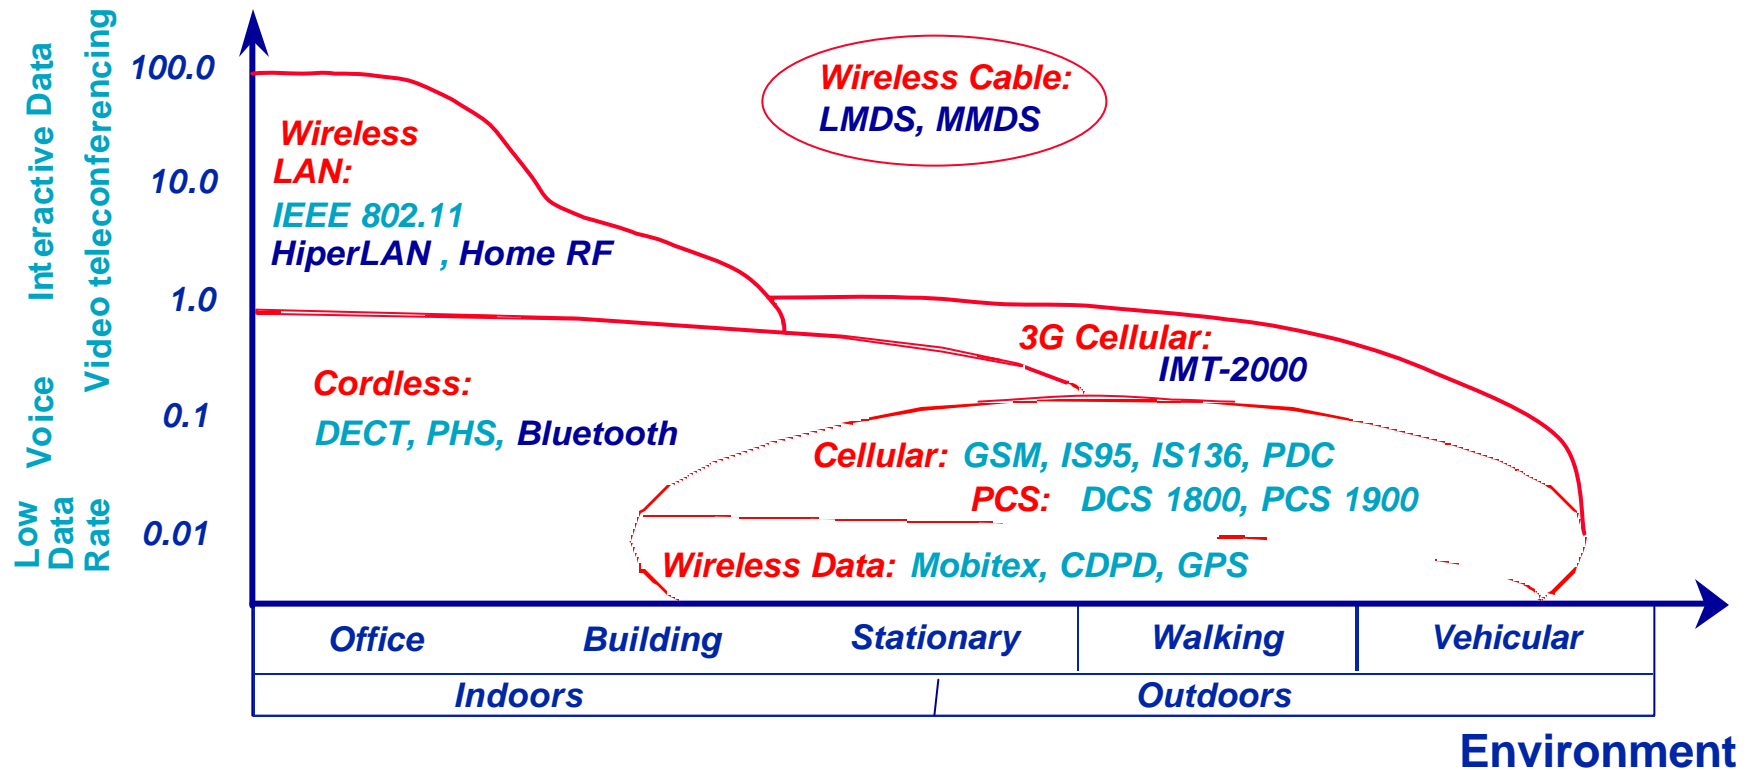 Interactive Data
Video teleconferencing
Voice
Low
Data
Rate
100.0
10.0
1.0
0.1
0.01
Wireless
LAN:
IEEE 802.11
HiperLAN , Home RF
Wireless Cable:
LMDS, MMDS
3G Cellular:
IMT-2000
Cordless:
DECT, PHS, Bluetooth
Cellular: GSM, IS95, IS136, PDC
PCS: DCS 1800, PCS 1900
Wireless Data: Mobitex, CDPD, GPS
Office Building Stationary Walking Vehicular
Indoors Outdoors
Environment